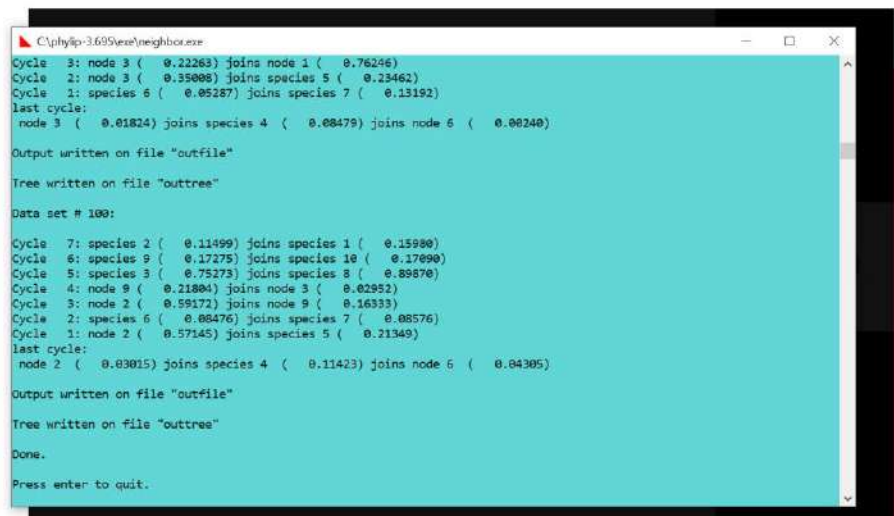 C:\phylip-3.695\exe\neighbor.exe
Cycle   3: node 3 (   0.22263) joins node 1 (   0.76246)
Cycle   2: node 3 (   0.35008) joins species 5 (   0.23462)
Cycle   1: species 6 (   0.05287) joins species 7 (   0.13192)
last cycle:
 node 3  (   0.01824) joins species 4  (   0.08479) joins node 6  (   0.00240)
Output written on file "outfile"
Tree written on file "outtree"
Data set # 100:
Cycle   7: species 2 (   0.11499) joins species 1 (   0.15980)
Cycle   6: species 9 (   0.17275) joins species 10 (   0.17090)
Cycle   5: species 3 (   0.75273) joins species 8 (   0.89870)
Cycle   4: node 9 (   0.21804) joins node 3 (   0.02952)
Cycle   3: node 2 (   0.59172) joins node 9 (   0.16333)
Cycle   2: species 6 (   0.08476) joins species 7 (   0.08576)
Cycle   1: node 2 (   0.57145) joins species 5 (   0.21349)
last cycle:
 node 2  (   0.03015) joins species 4  (   0.11423) joins node 6  (   0.04305)
Output written on file "outfile"
Tree written on file "outtree"
Done.
Press enter to quit.